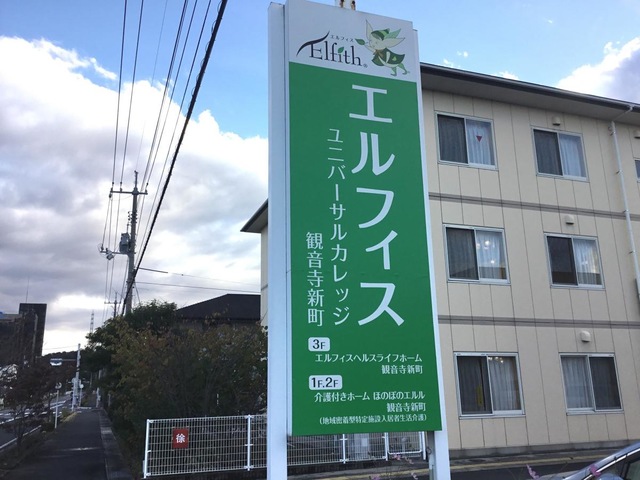 エルフィス
Elfith®
エルフィス
ユニバーサルカレッジ
観音寺新町
3F
エルフィスヘルスライフホーム
観音寺新町
1F.2F
介護付きホーム ほのぼのエルル
観音寺新町
(地域密着型特定施設入居者生活介護)
徐